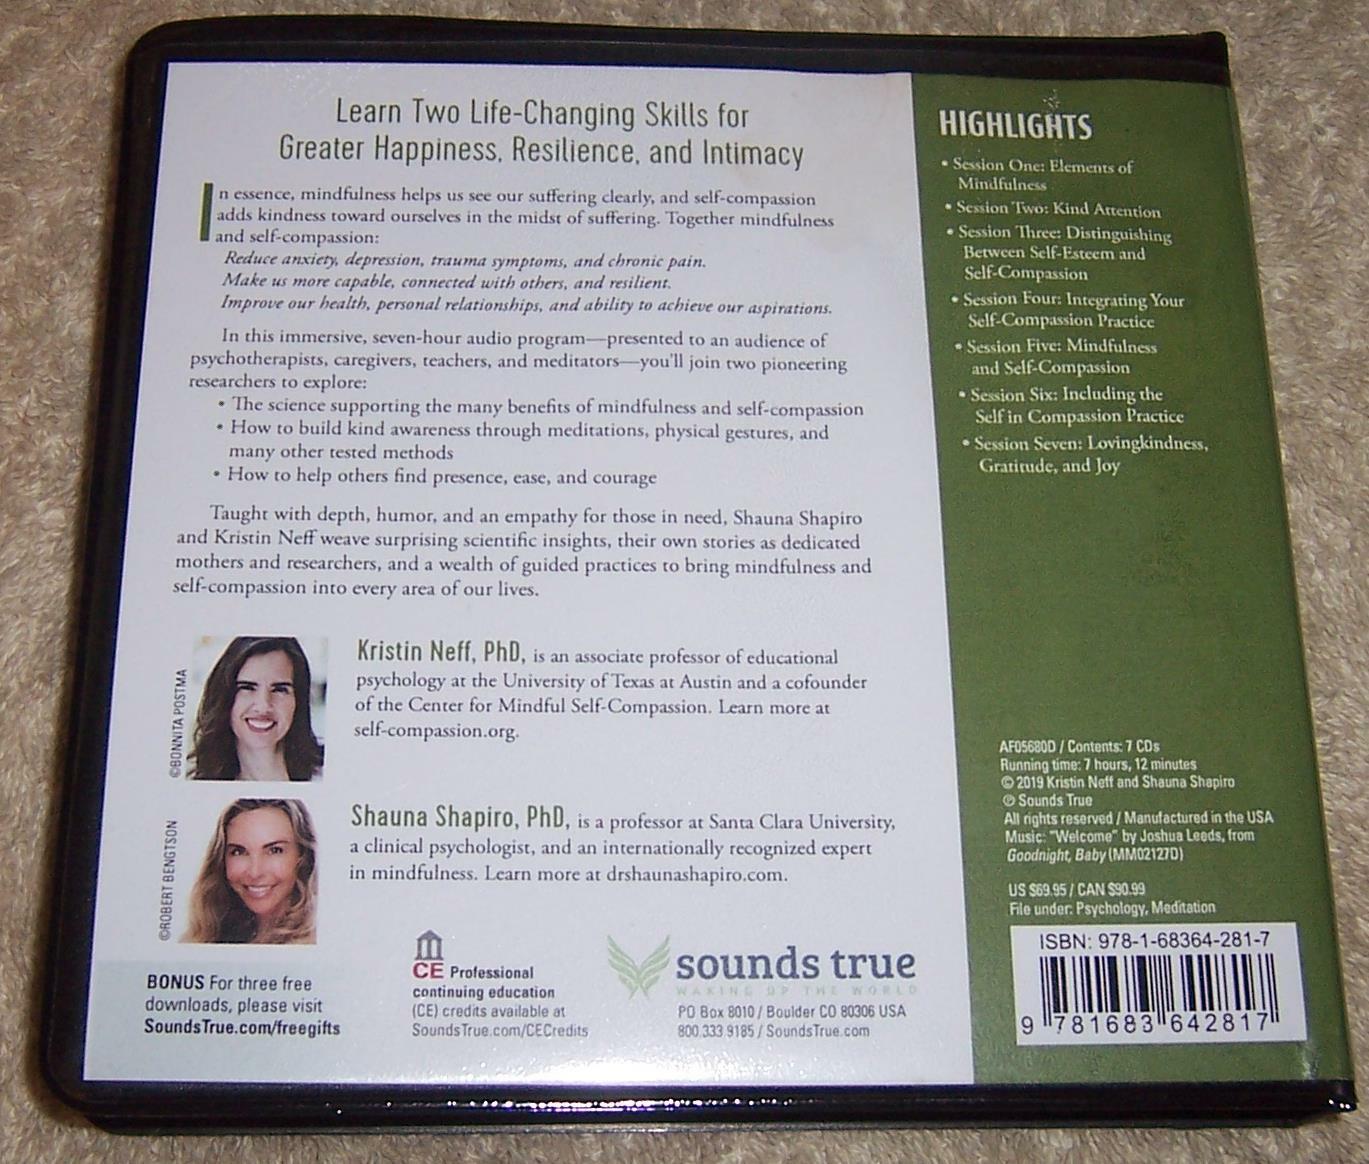 Learn Two Life-Changing Skills for
Greater Happiness, Resilience, and Intimacy
In essence, mindfulness helps us see our suffering clearly, and self-compassion
adds kindness toward ourselves in the midst of suffering. Together mindfulness
and self-compassion:
Reduce anxiety, depression, trauma symptoms, and chronic pain.
Make us more capable, connected with others, and resilient.
Improve our health, personal relationships, and ability to achieve our aspirations.
In this immersive, seven-hour audio program—presented to an audience of
psychotherapists, caregivers, teachers, and meditators—you'll join two pioneering
researchers to explore:
• The science supporting the many benefits of mindfulness and self-compassion
• How to build kind awareness through meditations, physical gestures, and
many other tested methods
• How to help others find presence, ease, and courage
Taught with depth, humor, and an empathy for those in need, Shauna Shapiro
and Kristin Neff weave surprising scientific insights, their own stories as dedicated
mothers and researchers, and a wealth of guided practices to bring mindfulness and
self-compassion into every area of our lives.
©BONNITA POSTMA
Kristin Neff, PhD, is an associate professor of educational
psychology at the University of Texas at Austin and a cofounder
of the Center for Mindful Self-Compassion. Learn more at
self-compassion.org.
©ROBERT BENGTSON
Shauna Shapiro, PhD, is a professor at Santa Clara University,
a clinical psychologist, and an internationally recognized expert
in mindfulness. Learn more at drshaunashapiro.com.
BONUS For three free
downloads, please visit
SoundsTrue.com/freegifts
CE Professional
continuing education
(CE) credits available at
SoundsTrue.com/CECredits
sounds true
WAKING UP THE WORLD
PO Box 8010 / Boulder CO 80306 USA
800.333.9185 / SoundsTrue.com
HIGHLIGHTS
• Session One: Elements of
Mindfulness
• Session Two: Kind Attention
• Session Three: Distinguishing
Between Self-Esteem and
Self-Compassion
• Session Four: Integrating Your
Self-Compassion Practice
• Session Five: Mindfulness
and Self-Compassion
• Session Six: Including the
Self in Compassion Practice
• Session Seven: Lovingkindness,
Gratitude, and Joy
AF05680D / Contents: 7 CDs
Running time: 7 hours, 12 minutes
© 2019 Kristin Neff and Shauna Shapiro
℗ Sounds True
All rights reserved / Manufactured in the USA
Music: "Welcome" by Joshua Leeds, from
Goodnight, Baby (MM02127D)
US $69.95 / CAN $90.99
File under: Psychology, Meditation
ISBN: 978-1-68364-281-7
9 781683 642817